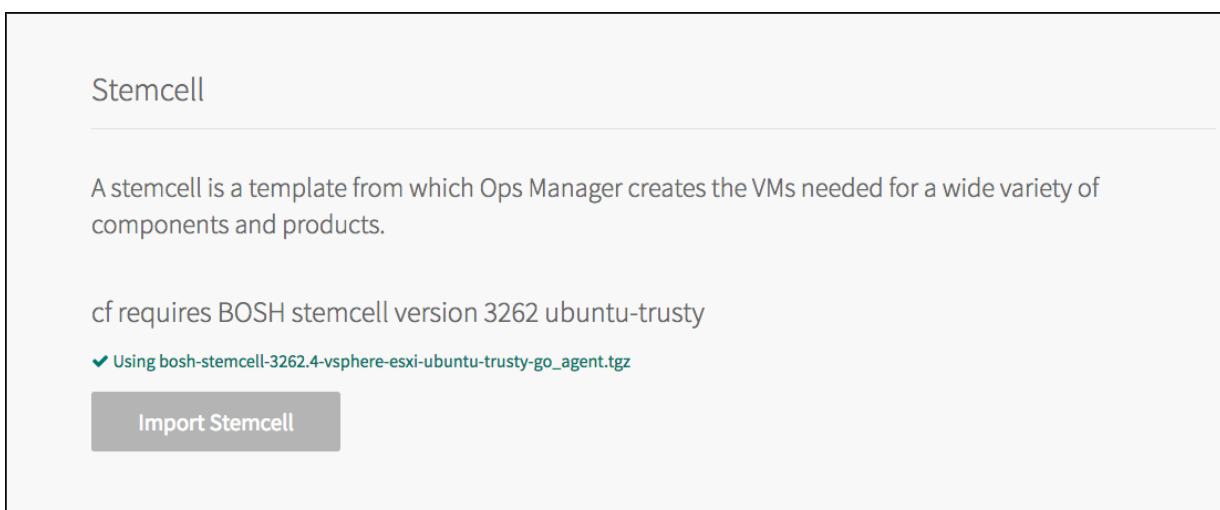 Stemcell
A stemcell is a template from which Ops Manager creates the VMs needed for a wide variety of
components and products.
cf requires BOSH stemcell version 3262 ubuntu-trusty
✔ Using bosh-stemcell-3262.4-vsphere-esxi-ubuntu-trusty-go_agent.tgz
Import Stemcell